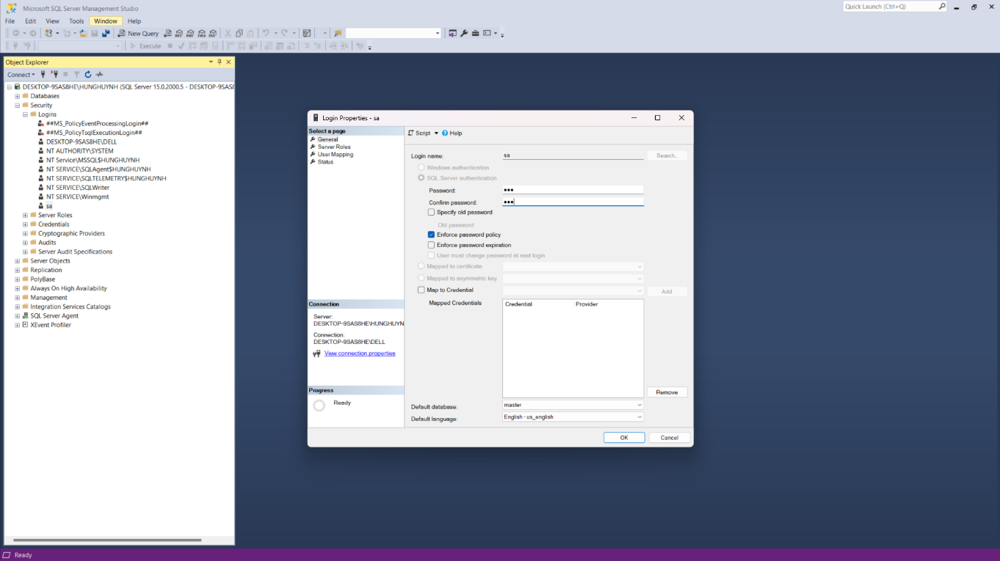 Microsoft SQL Server Management Studio
Quick Launch (Ctrl+Q)
File Edit View Tools Window Help
New Query
Execute
Object Explorer
Connect
DESKTOP-9SAS8HE\HUNGHUYNH (SQL Server 15.0.2000.5 - DESKTOP-9SAS8
Databases
Security
Logins
##MS_PolicyEventProcessingLogin##
##MS_PolicyTsqlExecutionLogin##
DESKTOP-9SAS8HE\DELL
NT AUTHORITY\SYSTEM
NT Service\MSSQL$HUNGHUYNH
NT SERVICE\SQLAgent$HUNGHUYNH
NT SERVICE\SQLTELEMETRY$HUNGHUYNH
NT SERVICE\SQLWriter
NT SERVICE\Winmgmt
sa
Server Roles
Credentials
Cryptographic Providers
Audits
Server Audit Specifications
Server Objects
Replication
PolyBase
Always On High Availability
Management
Integration Services Catalogs
SQL Server Agent
XEvent Profiler
Login Properties - sa
Select a page
General
Server Roles
User Mapping
Status
Connection
Server:
DESKTOP-9SAS8HE\HUNGHUYN
Connection:
DESKTOP-9SAS8HE\DELL
View connection properties
Progress
Ready
Script Help
Login name: sa Search...
Windows authentication
SQL Server authentication
Password: •••
Confirm password: •••
Specify old password
Old password:
Enforce password policy
Enforce password expiration
User must change password at next login
Mapped to certificate
Mapped to asymmetric key
Map to Credential Add
Mapped Credentials Credential Provider
Remove
Default database: master
Default language: English - us_english
OK Cancel
Ready